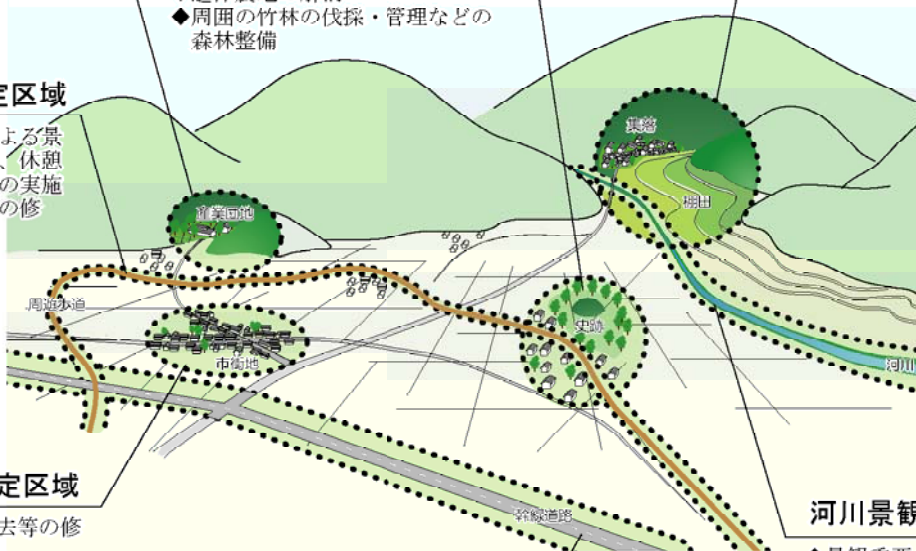 ◆周囲の竹林の伐採・管理などの
森林整備
定区域
よる景
、休憩
の実施
の修
集落
棚田
産業団地
周遊歩道
史跡
市街地
河川
幹線道路
定区域
去等の修
河川景観